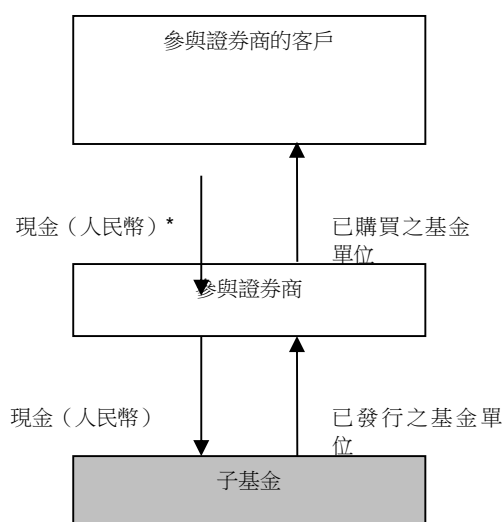 參與證券商的客戶
現金（人民幣）*
已購買之基金
單位
參與證券商
現金（人民幣）
已發行之基金單
位
子基金